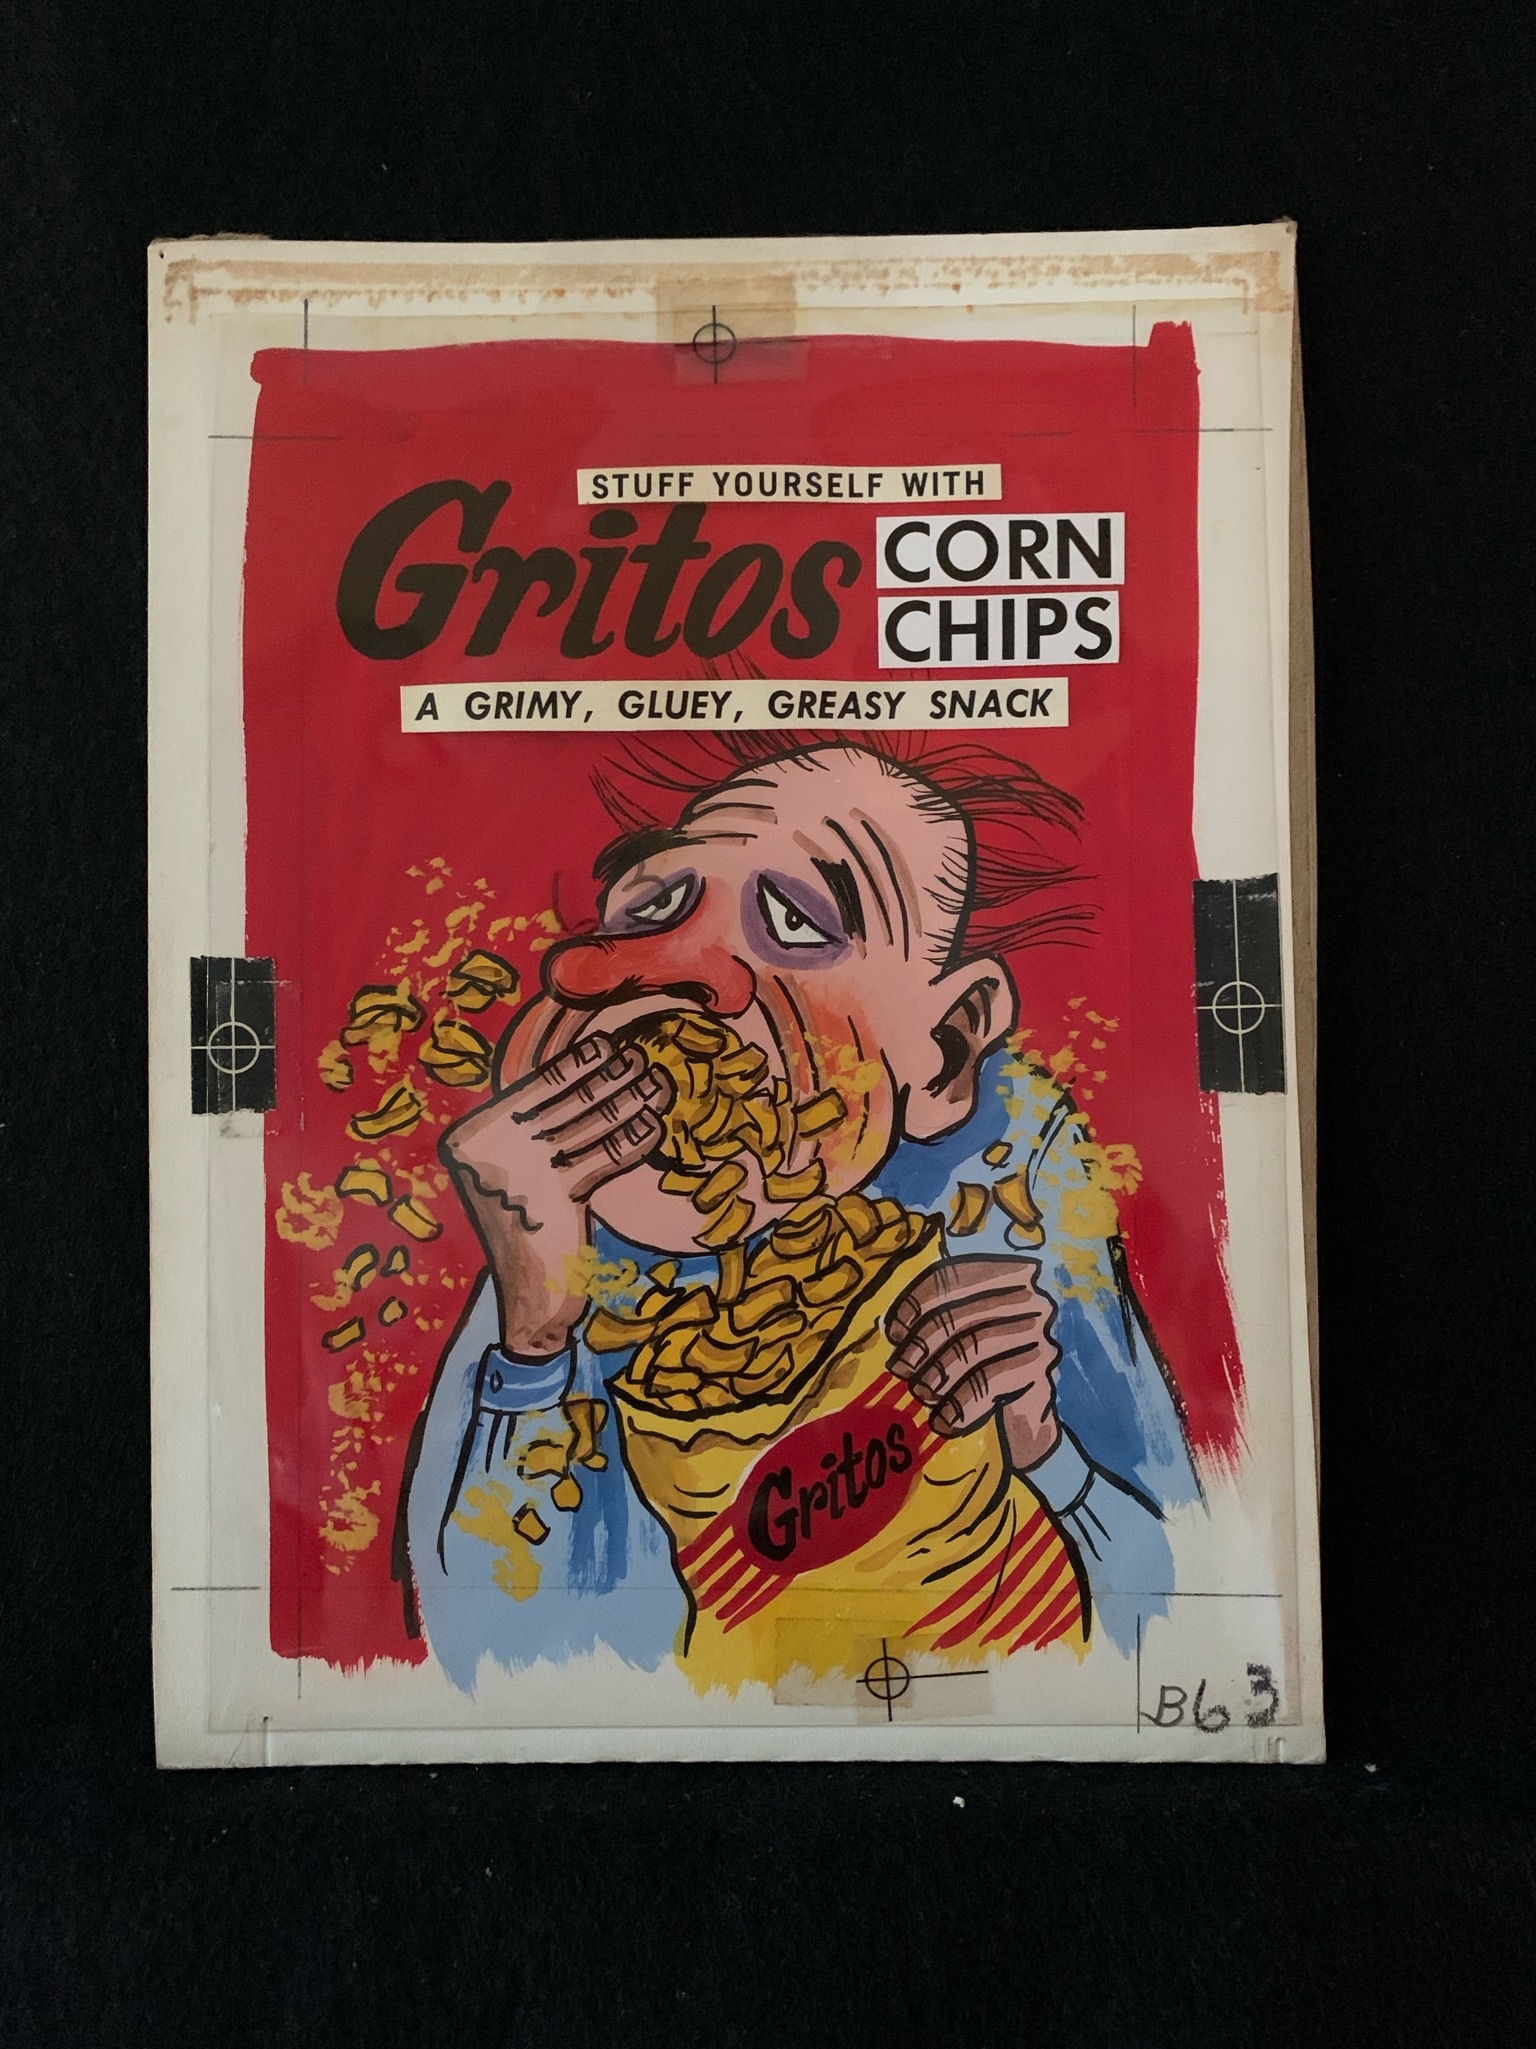 STUFF YOURSELF WITH
Gritos
CORN
CHIPS
A GRIMY, GLUEY, GREASY SNACK
Gritos
B63